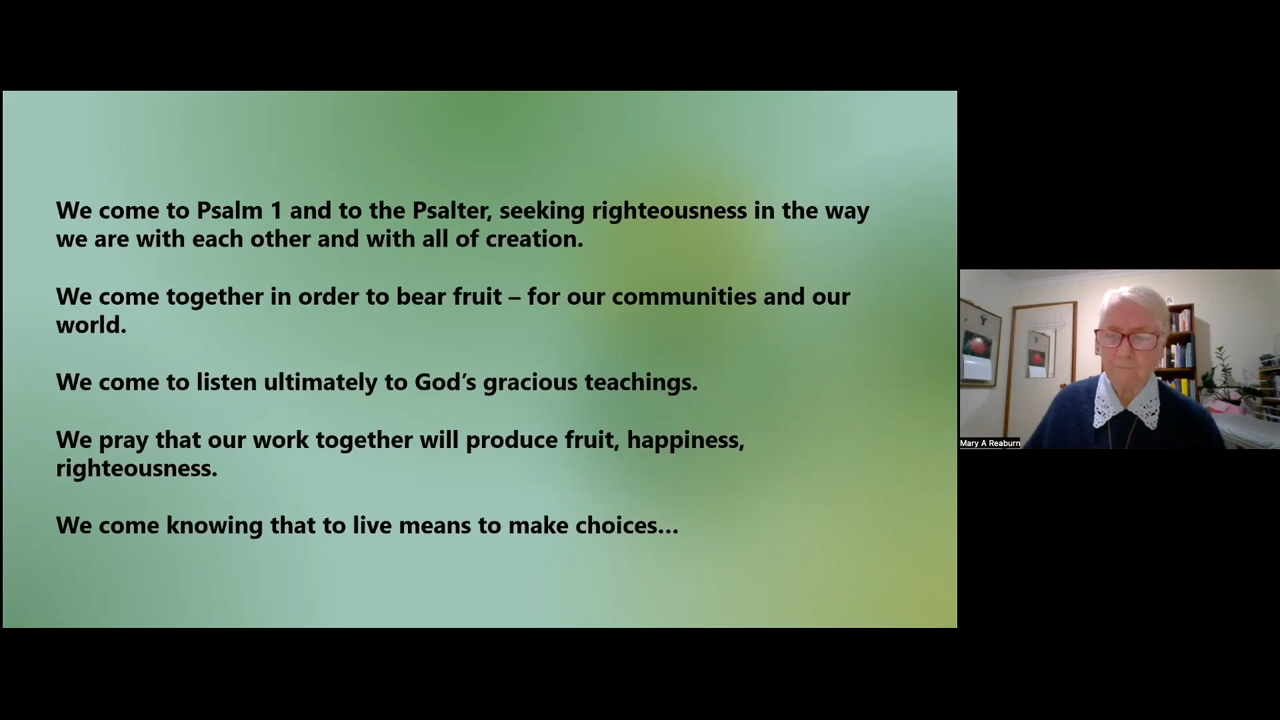 We come to Psalm 1 and to the Psalter, seeking righteousness in the way
we are with each other and with all of creation.
We come together in order to bear fruit – for our communities and our
world.
We come to listen ultimately to God’s gracious teachings.
We pray that our work together will produce fruit, happiness,
righteousness.
We come knowing that to live means to make choices…
Mary A Reaburn